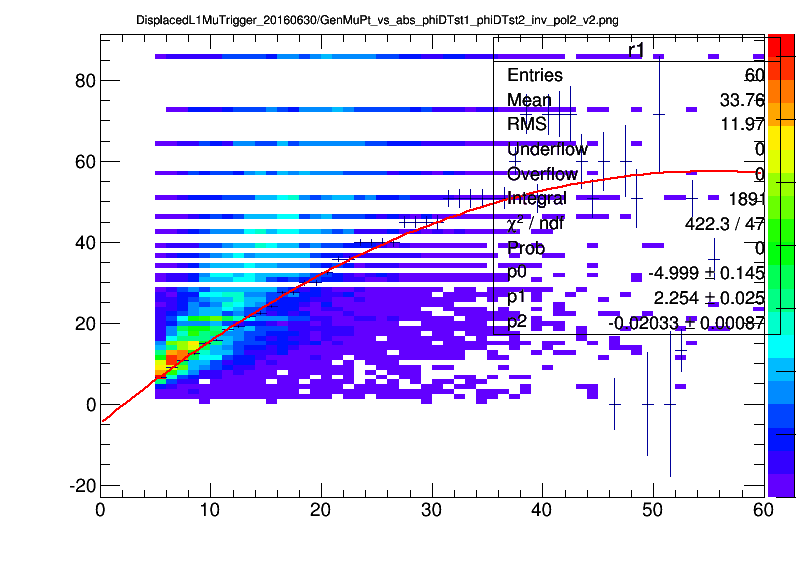 DisplacedL1MuTrigger_20160630/GenMuPt_vs_abs_phiDTst1_phiDTst2_inv_pol2_v2.png
r1
Entries 60
Mean 33.76
RMS 11.97
Underflow 0
Overflow 0
Integral 1891
χ² / ndf 422.3 / 47
Prob 0
p0 -4.999 ± 0.145
p1 2.254 ± 0.025
p2 -0.02033 ± 0.00087
80
60
40
20
0
-20
0 10 20 30 40 50 60